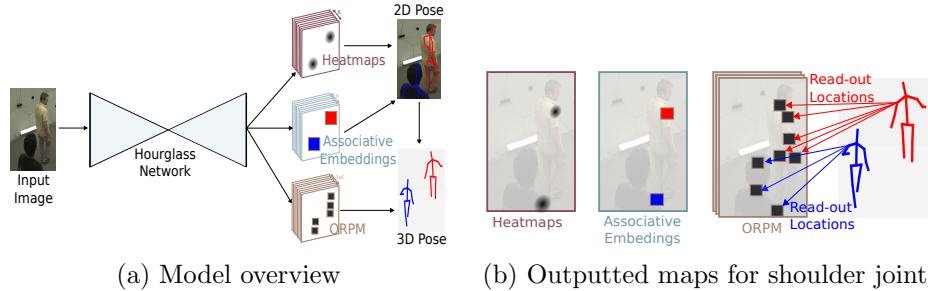 2D Pose
Heatmaps
Associative
Embeddings
Hourglass
Network
Input
Image
ORPM
3D Pose
(a) Model overview
Read-out
Locations
Read-out
Locations
Heatmaps
Associative
Embeddings
ORPM
(b) Outputted maps for shoulder joint